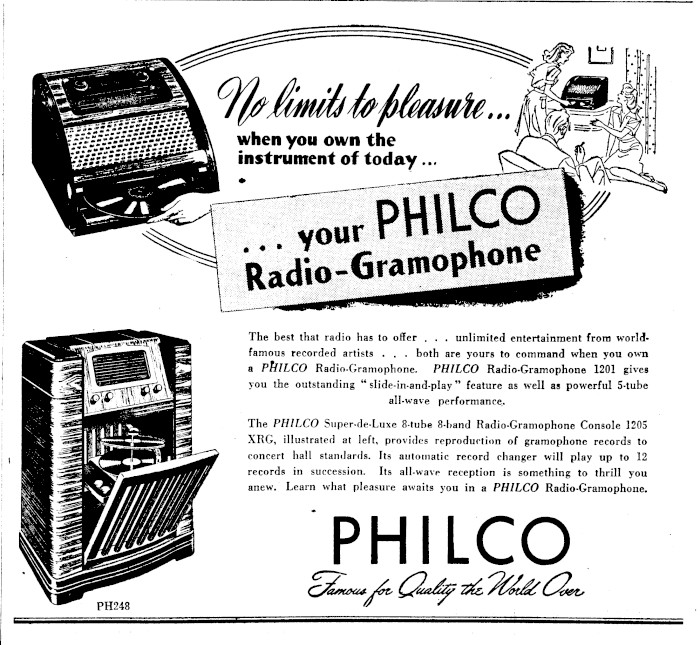 No limits to pleasure...
when you own the
instrument of today...
... your PHILCO
Radio-Gramophone
The best that radio has to offer . . . unlimited entertainment from world-
famous recorded artists . . . both are yours to command when you own
a PHILCO Radio-Gramophone. PHILCO Radio-Gramophone 1201 gives
you the outstanding "slide-in-and-play" feature as well as powerful 5-tube
all-wave performance.
The PHILCO Super-de-Luxe 8-tube 8-band Radio-Gramophone Console 1205
XRG, illustrated at left, provides reproduction of gramophone records to
concert hall standards. Its automatic record changer will play up to 12
records in succession. Its all-wave reception is something to thrill you
anew. Learn what pleasure awaits you in a PHILCO Radio-Gramophone.
PHILCO
Famous for Quality the World Over
PH248